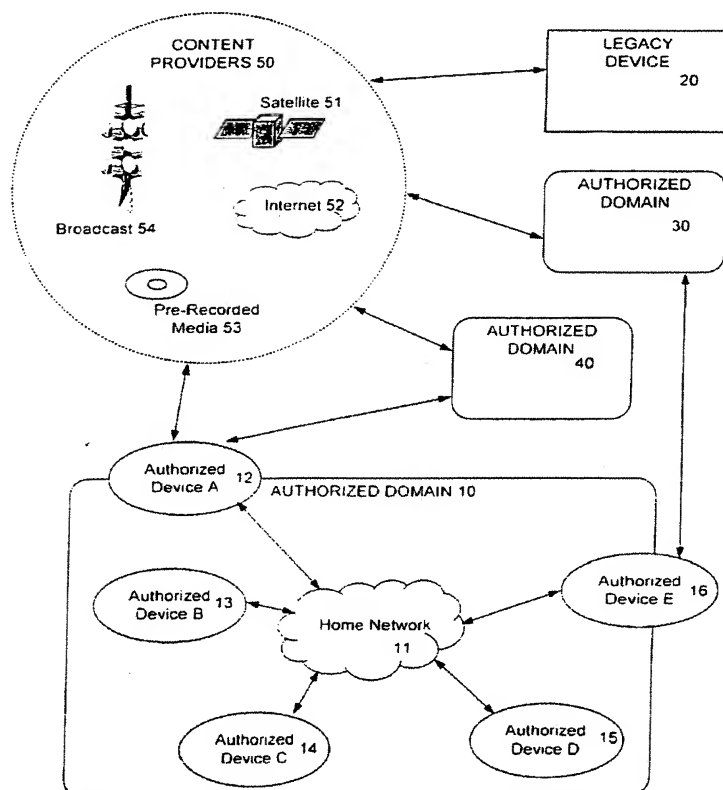 CONTENT
PROVIDERS 50
Satellite 51
Internet 52
Broadcast 54
Pre-Recorded
Media 53
LEGACY
DEVICE
20
AUTHORIZED
DOMAIN
30
AUTHORIZED
DOMAIN
40
Authorized
Device A
12
AUTHORIZED DOMAIN 10
Authorized
Device B
13
Home Network
11
Authorized
Device E
16
Authorized
Device C
14
Authorized
Device D
15